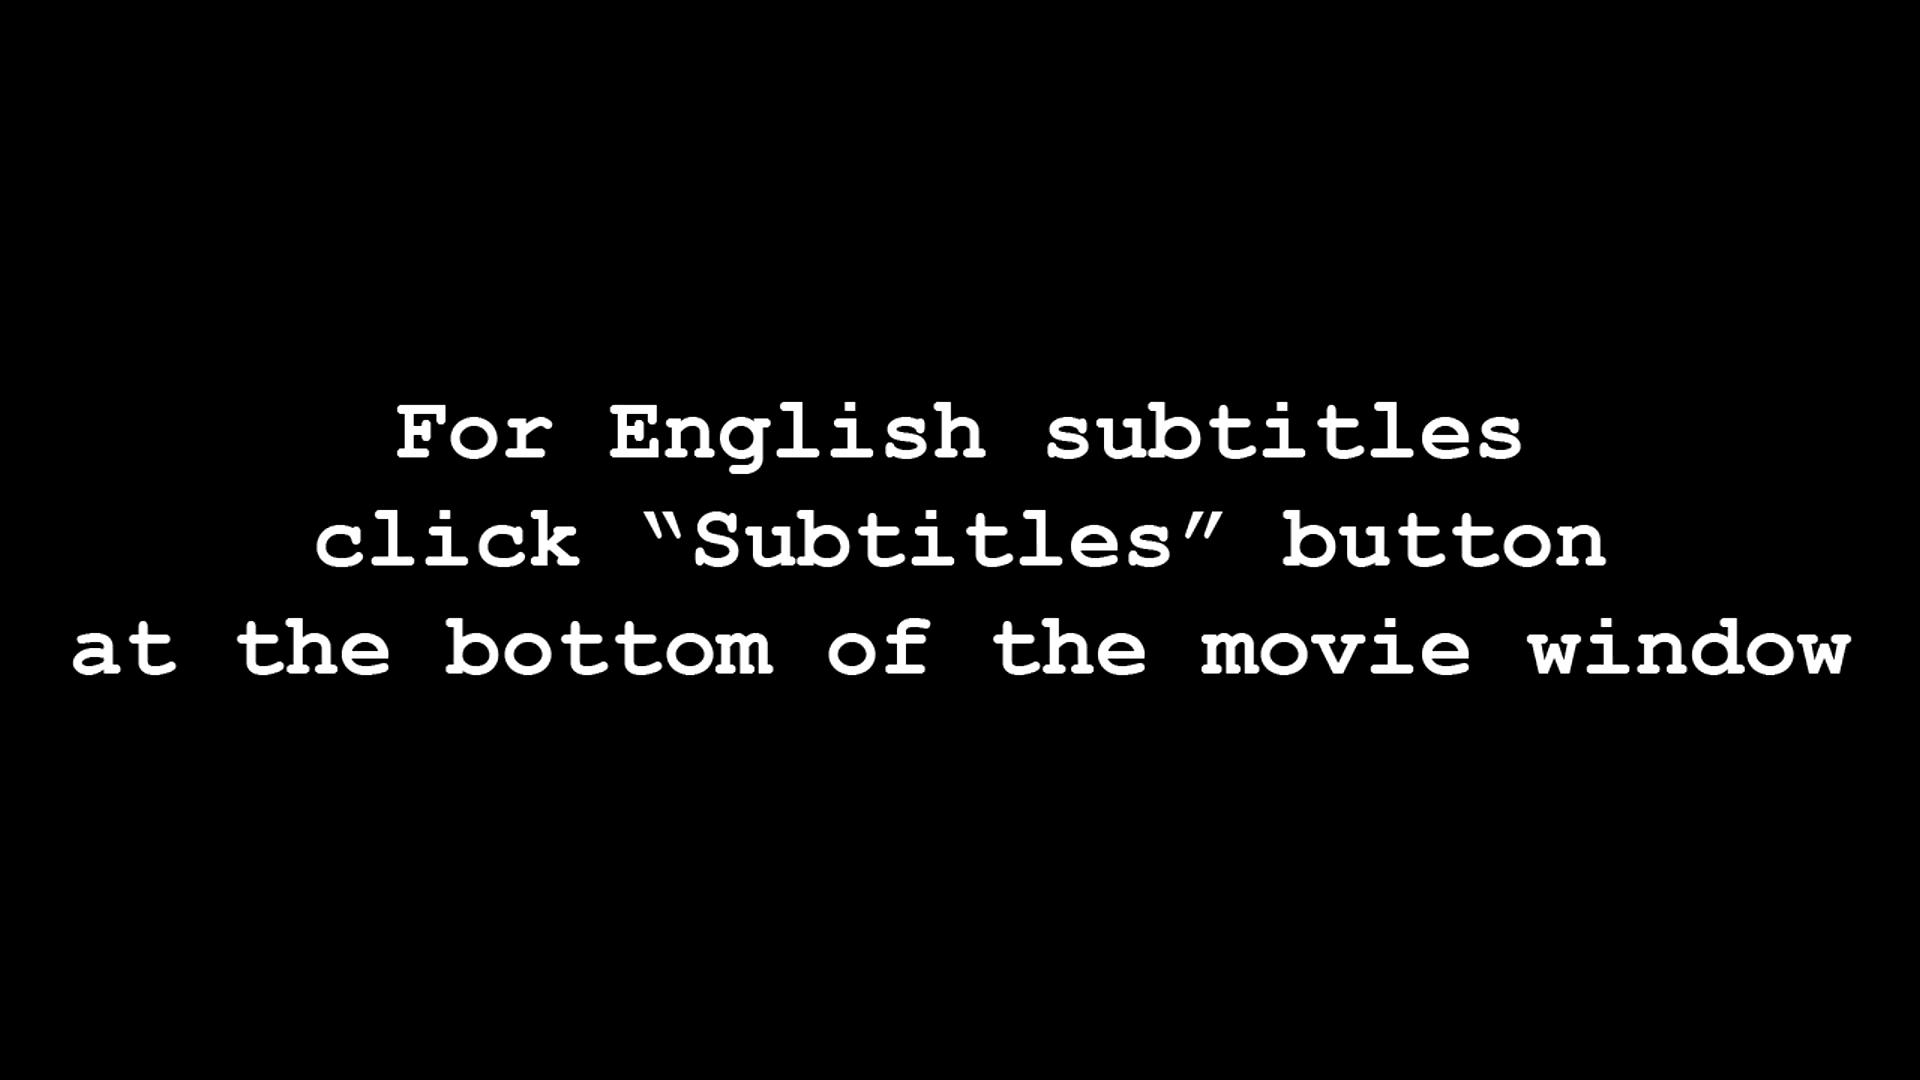 For English subtitles
click “Subtitles” button
at the bottom of the movie window